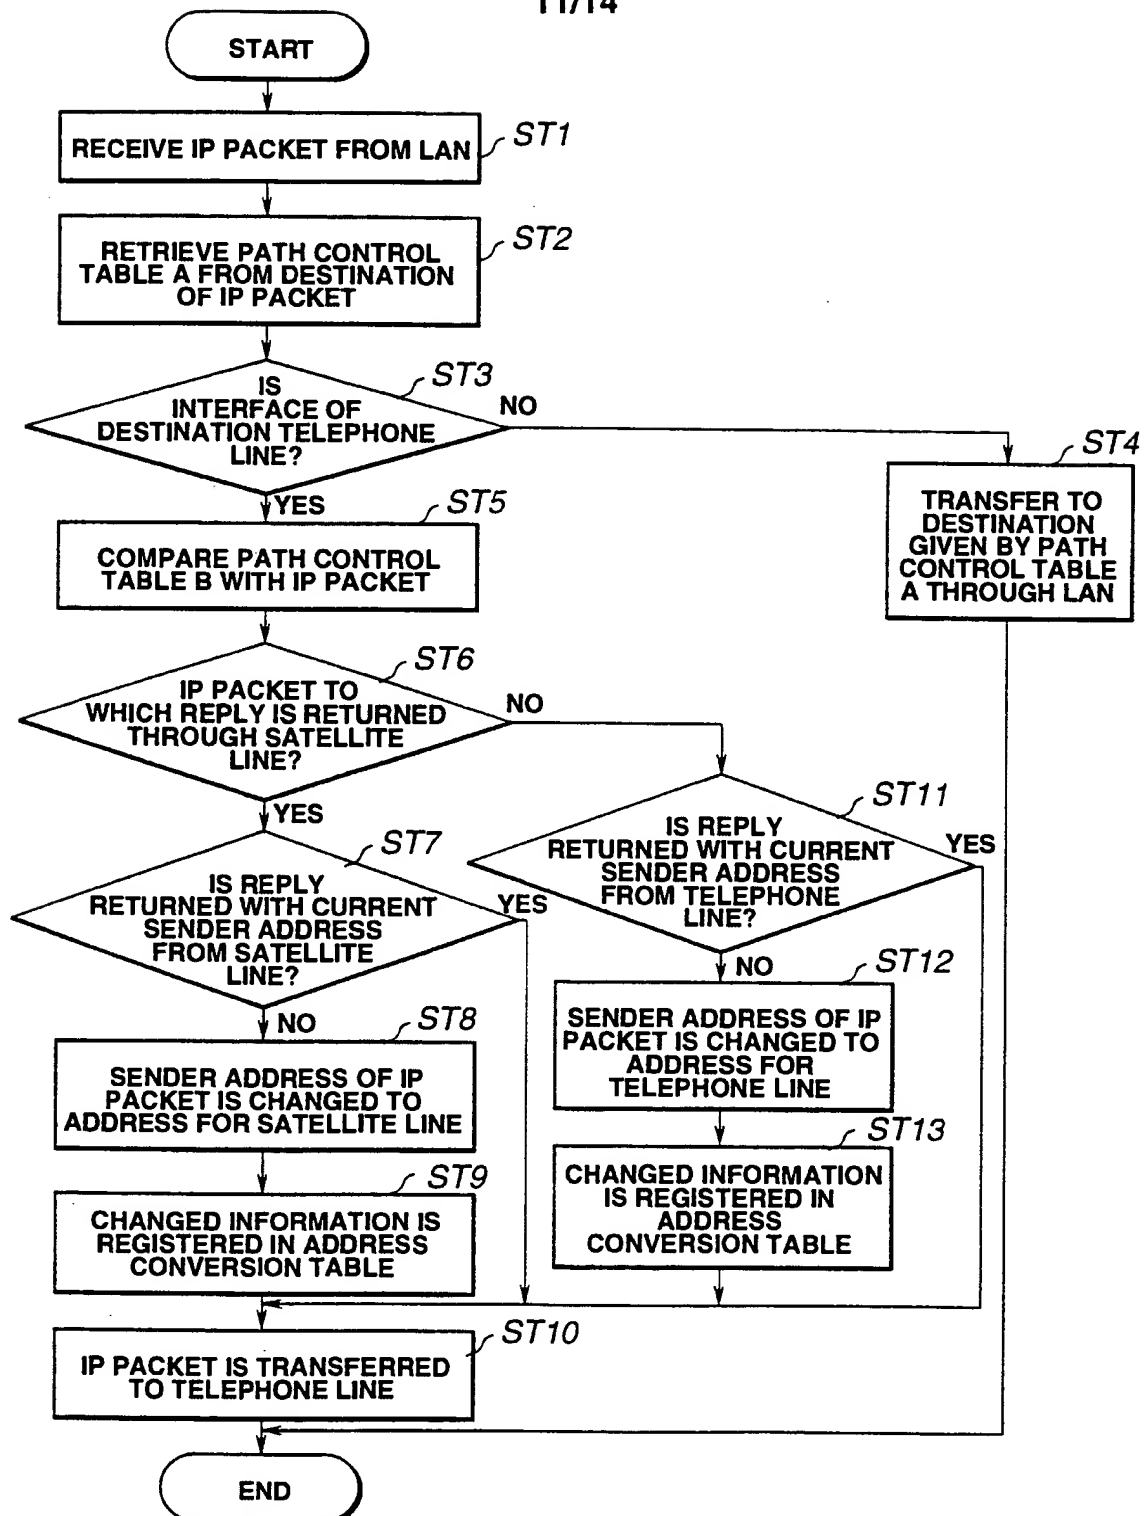 11/14
START
RECEIVE IP PACKET FROM LAN
ST1
RETRIEVE PATH CONTROL
TABLE A FROM DESTINATION
OF IP PACKET
ST2
IS
INTERFACE OF
DESTINATION TELEPHONE
LINE?
ST3
NO
YES
ST4
TRANSFER TO
DESTINATION
GIVEN BY PATH
CONTROL TABLE
A THROUGH LAN
ST5
COMPARE PATH CONTROL
TABLE B WITH IP PACKET
ST6
IP PACKET TO
WHICH REPLY IS RETURNED
THROUGH SATELLITE
LINE?
NO
YES
ST7
IS REPLY
RETURNED WITH CURRENT
SENDER ADDRESS
FROM SATELLITE
LINE?
YES
NO
ST11
IS REPLY
RETURNED WITH CURRENT
SENDER ADDRESS
FROM TELEPHONE
LINE?
YES
NO
ST8
SENDER ADDRESS OF IP
PACKET IS CHANGED TO
ADDRESS FOR SATELLITE LINE
ST12
SENDER ADDRESS OF IP
PACKET IS CHANGED TO
ADDRESS FOR
TELEPHONE LINE
ST9
CHANGED INFORMATION IS
REGISTERED IN ADDRESS
CONVERSION TABLE
ST13
CHANGED INFORMATION
IS REGISTERED IN
ADDRESS
CONVERSION TABLE
ST10
IP PACKET IS TRANSFERRED
TO TELEPHONE LINE
END